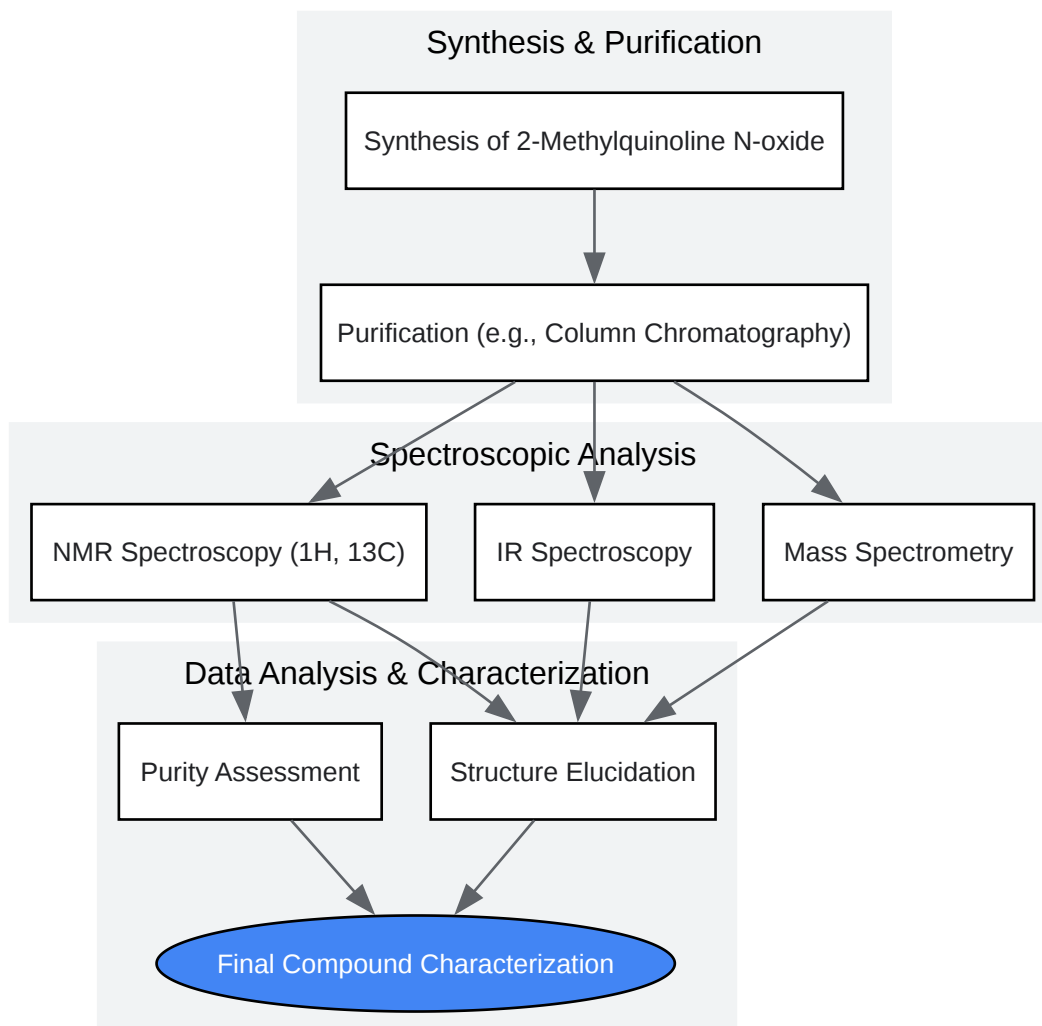 Synthesis & Purification
Synthesis of 2-Methylquinoline N-oxide
Purification (e.g., Column Chromatography)
Spectroscopic Analysis
NMR Spectroscopy (1H, 13C)
IR Spectroscopy
Mass Spectrometry
Data Analysis & Characterization
Purity Assessment
Structure Elucidation
Final Compound Characterization